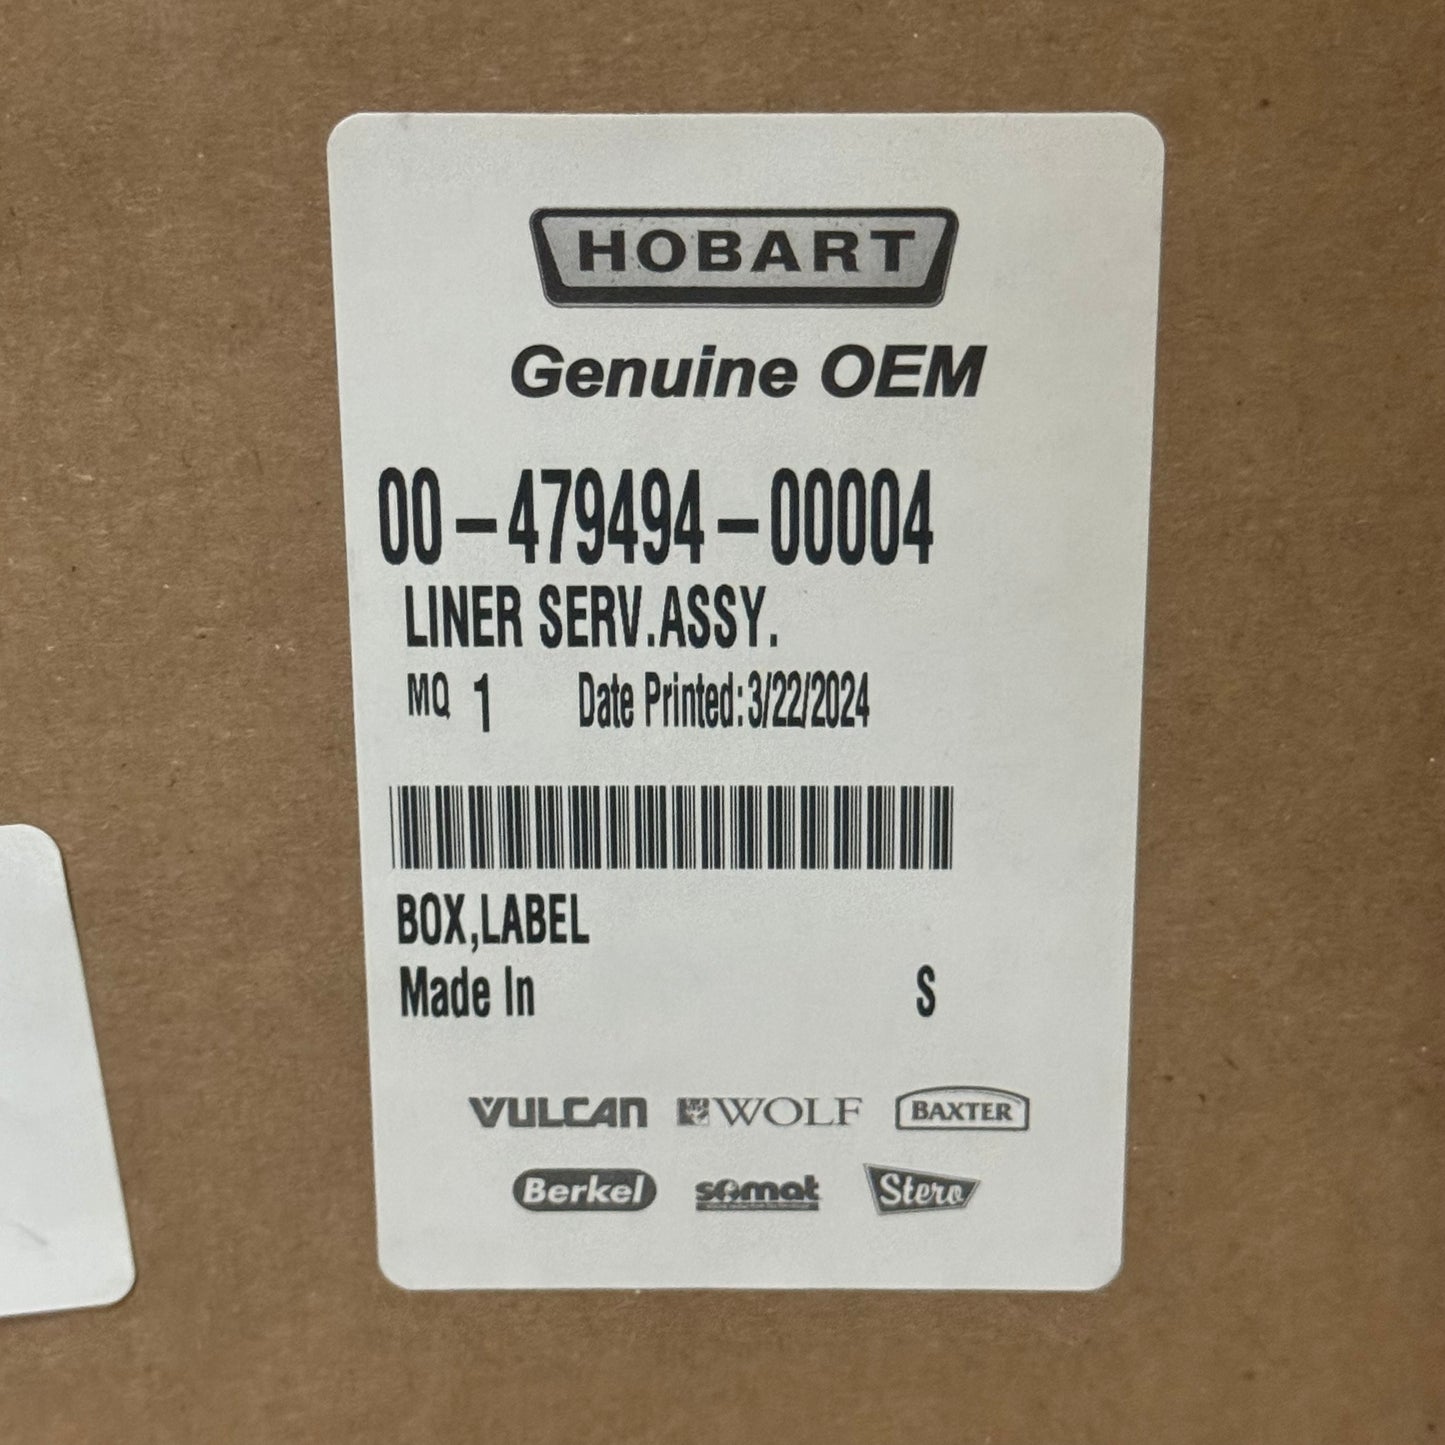 HOBART
Genuine OEM
00-479494-00004
LINER SERV.ASSY.
MQ 1 Date Printed:3/22/2024
BOX,LABEL
Made In S
VULCAN WOLF BAXTER
Berkel somat Stero